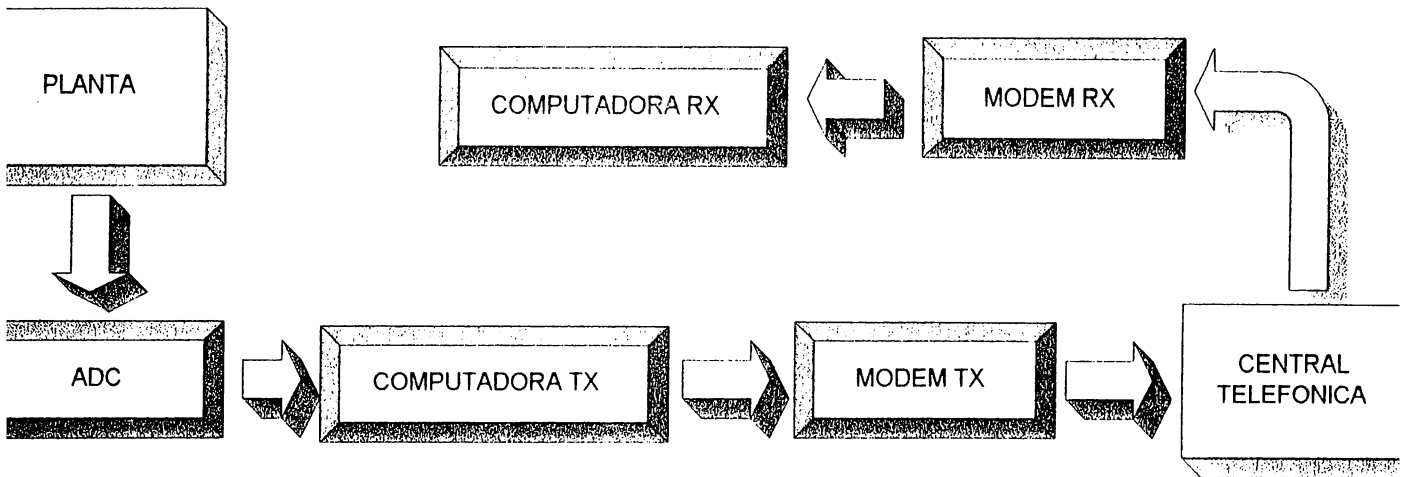 PLANTA
COMPUTADORA RX
MODEM RX
ADC
COMPUTADORA TX
MODEM TX
CENTRAL
TELEFONICA